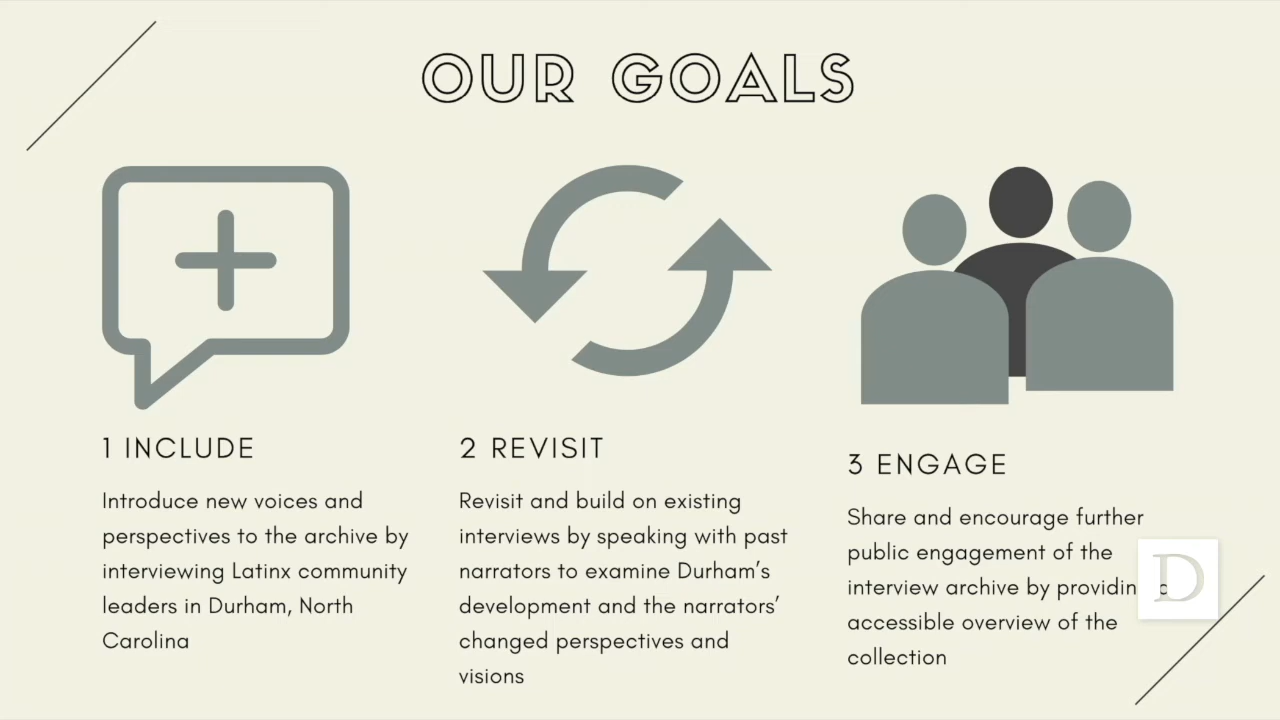 OUR GOALS
1 INCLUDE
Introduce new voices and
perspectives to the archive by
interviewing Latinx community
leaders in Durham, North
Carolina
2 REVISIT
Revisit and build on existing
interviews by speaking with past
narrators to examine Durham's
development and the narrators'
changed perspectives and
visions
3 ENGAGE
Share and encourage further
public engagement of the
interview archive by
accessible overview of the
collection
D